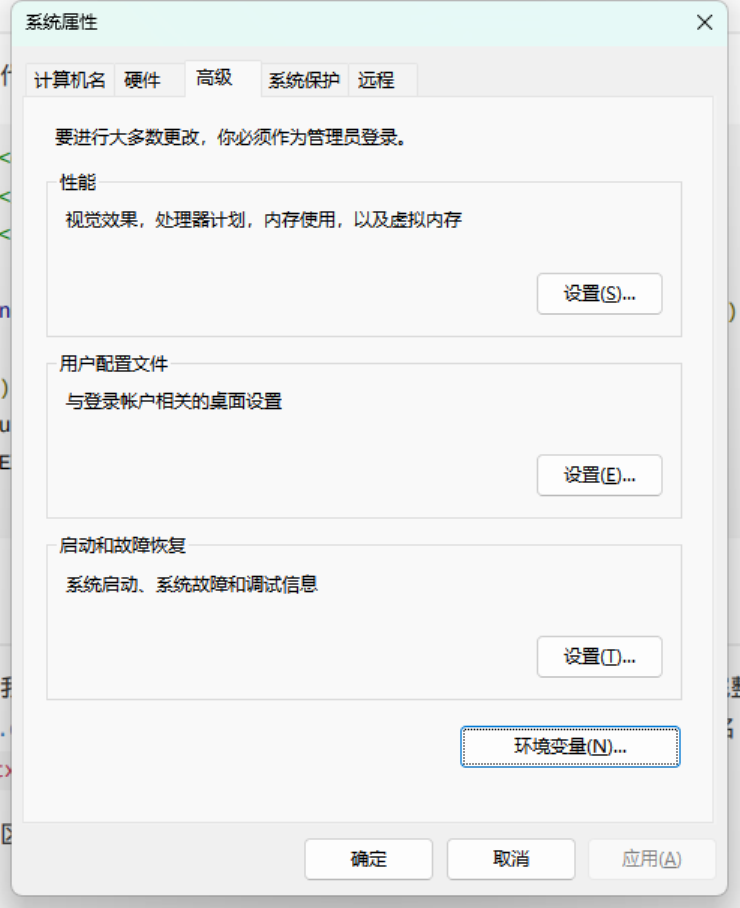 系统属性
计算机名 硬件 高级 系统保护 远程
要进行大多数更改，你必须作为管理员登录。
性能
视觉效果，处理器计划，内存使用，以及虚拟内存
设置(S)...
用户配置文件
与登录帐户相关的桌面设置
设置(E)...
启动和故障恢复
系统启动、系统故障和调试信息
设置(T)...
环境变量(N)...
确定 取消 应用(A)